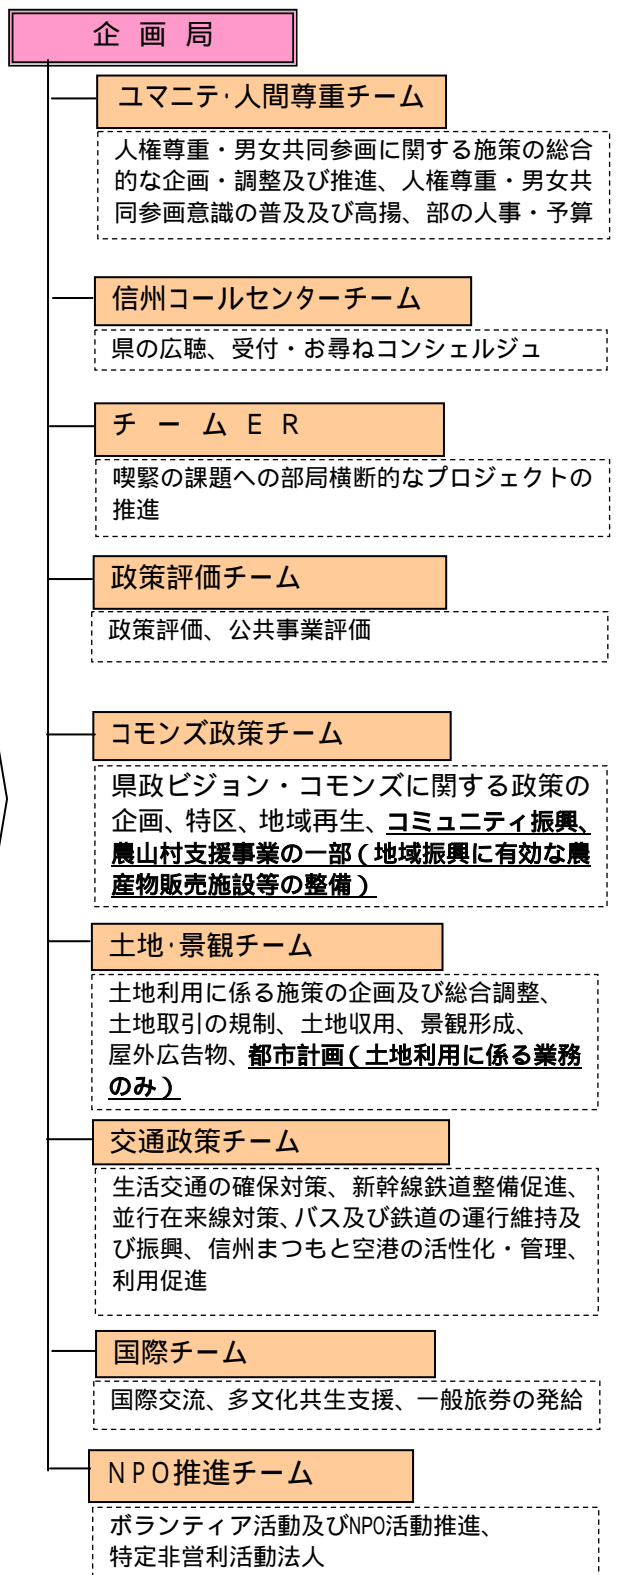 企 画 局
ユマニテ・人間尊重チーム
人権尊重・男女共同参画に関する施策の総合
的な企画・調整及び推進、人権尊重・男女共
同参画意識の普及及び高揚、部の人事・予算
信州コールセンターチーム
県の広聴、受付・お尋ねコンシェルジュ
チ ー ム E R
喫緊の課題への部局横断的なプロジェクトの
推進
政策評価チーム
政策評価、公共事業評価
コモンズ政策チーム
県政ビジョン・コモンズに関する政策の
企画、特区、地域再生、コミュニティ振興、
農山村支援事業の一部(地域振興に有効な農
産物販売施設等の整備)
土地・景観チーム
土地利用に係る施策の企画及び総合調整、
土地取引の規制、土地収用、景観形成、
屋外広告物、都市計画(土地利用に係る業務
のみ)
交通政策チーム
生活交通の確保対策、新幹線鉄道整備促進、
並行在来線対策、バス及び鉄道の運行維持及
び振興、信州まつもと空港の活性化・管理、
利用促進
国際チーム
国際交流、多文化共生支援、一般旅券の発給
NPO推進チーム
ボランティア活動及びNPO活動推進、
特定非営利活動法人